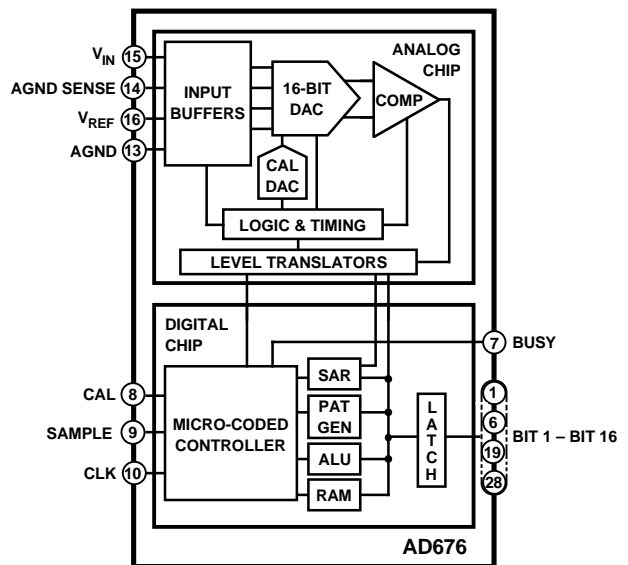 V_IN 15
AGND SENSE 14
V_REF 16
AGND 13
INPUT
BUFFERS
16-BIT
DAC
COMP
ANALOG
CHIP
CAL
DAC
LOGIC & TIMING
LEVEL TRANSLATORS
DIGITAL
CHIP
7 BUSY
CAL 8
SAMPLE 9
CLK 10
MICRO-CODED
CONTROLLER
SAR
PAT
GEN
ALU
RAM
L
A
T
C
H
1
6
19
28
BIT 1 – BIT 16
AD676